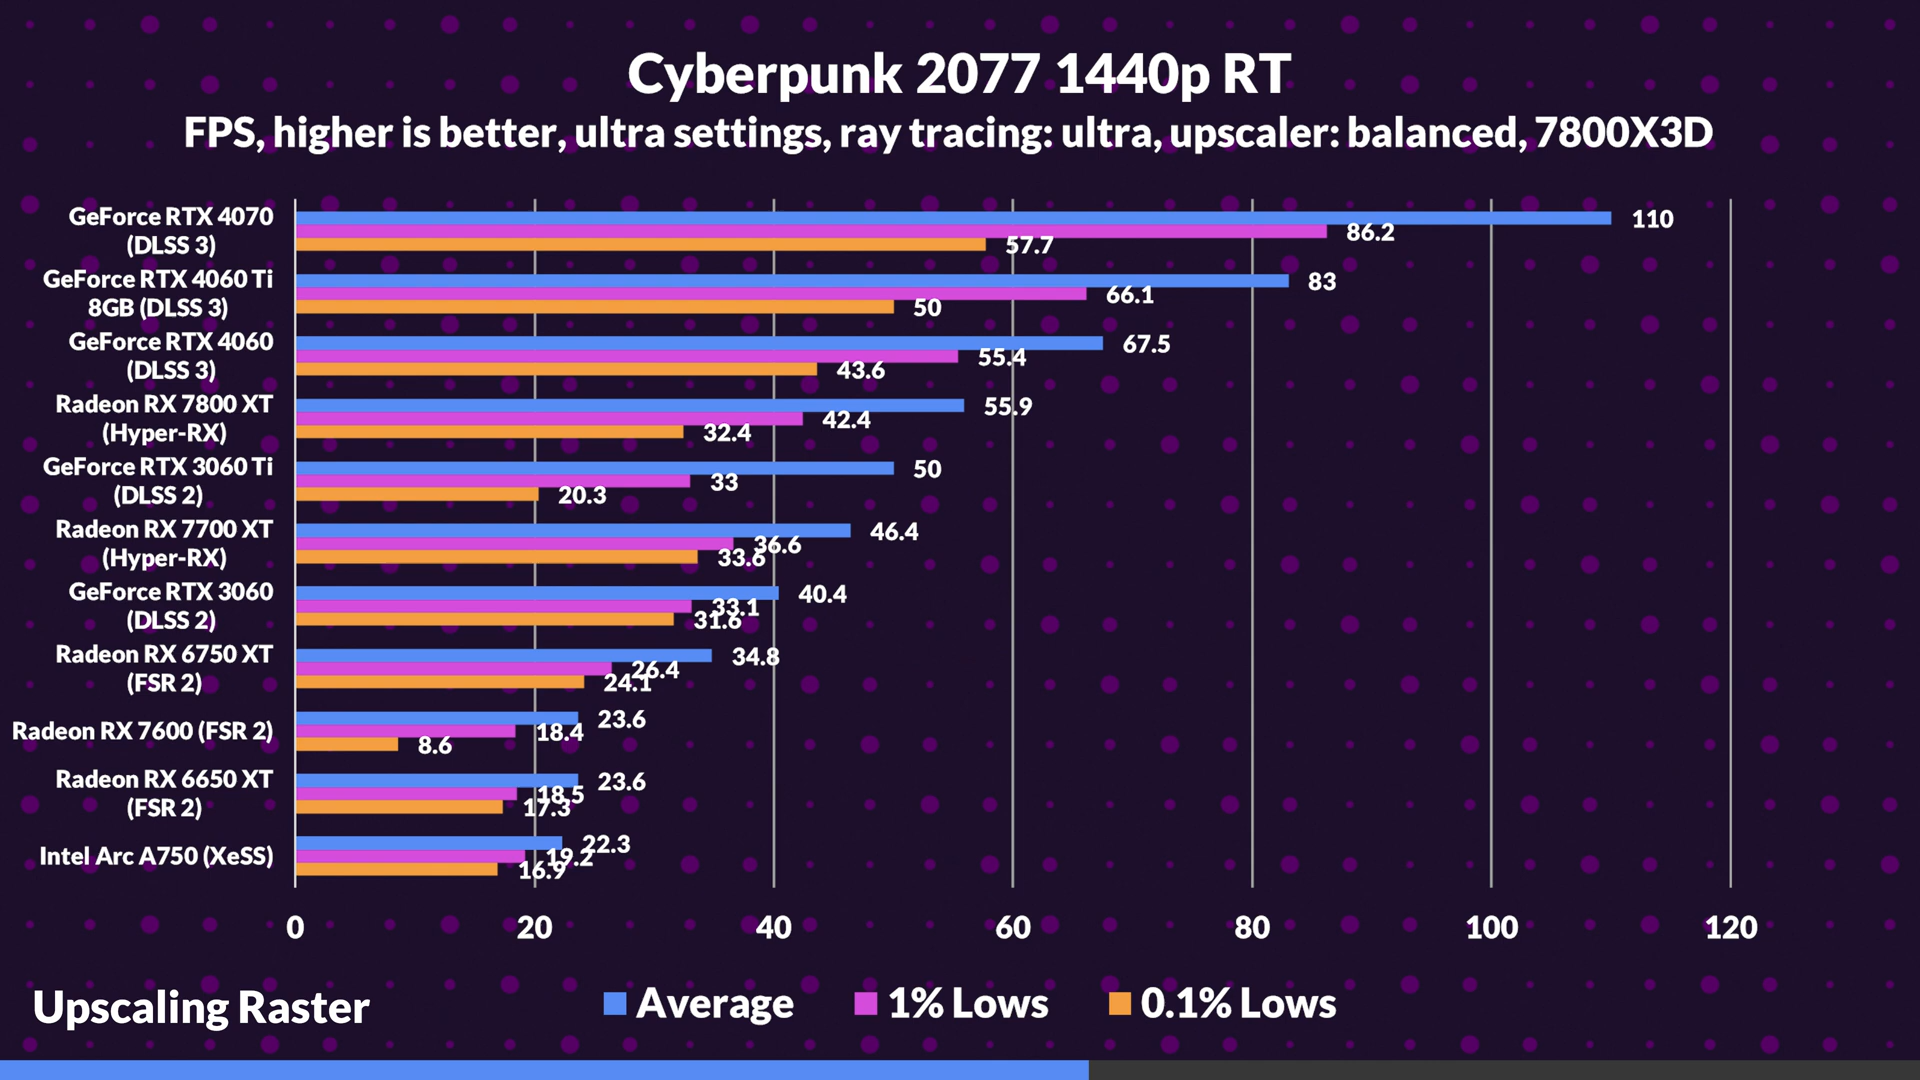 Cyberpunk 2077 1440p RT
FPS, higher is better, ultra settings, ray tracing: ultra, upscaler: balanced, 7800X3D
GeForce RTX 4070
(DLSS 3)
110
86.2
57.7
GeForce RTX 4060 Ti
8GB (DLSS 3)
83
66.1
50
GeForce RTX 4060
(DLSS 3)
67.5
55.4
43.6
Radeon RX 7800 XT
(Hyper-RX)
55.9
42.4
32.4
GeForce RTX 3060 Ti
(DLSS 2)
50
33
20.3
Radeon RX 7700 XT
(Hyper-RX)
46.4
36.6
33.6
GeForce RTX 3060
(DLSS 2)
40.4
33.1
31.6
Radeon RX 6750 XT
(FSR 2)
34.8
26.4
24.1
Radeon RX 7600 (FSR 2)
23.6
18.4
8.6
Radeon RX 6650 XT
(FSR 2)
23.6
18.5
17.3
Intel Arc A750 (XeSS)
22.3
19.2
16.9
0 20 40 60 80 100 120
Upscaling Raster
Average 1% Lows 0.1% Lows